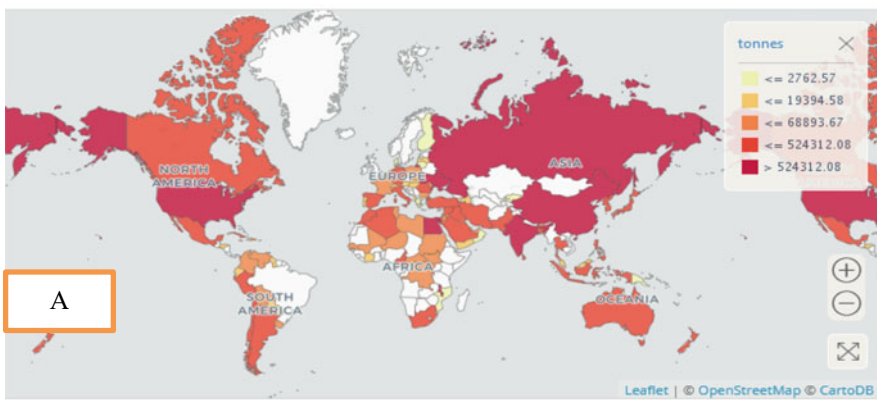 tonnes
<= 2762.57
<= 19394.58
<= 68893.67
<= 524312.08
> 524312.08
NORTH
AMERICA
EUROPE
ASIA
AFRICA
SOUTH
AMERICA
OCEANIA
A
Leaflet | © OpenStreetMap © CartoDB